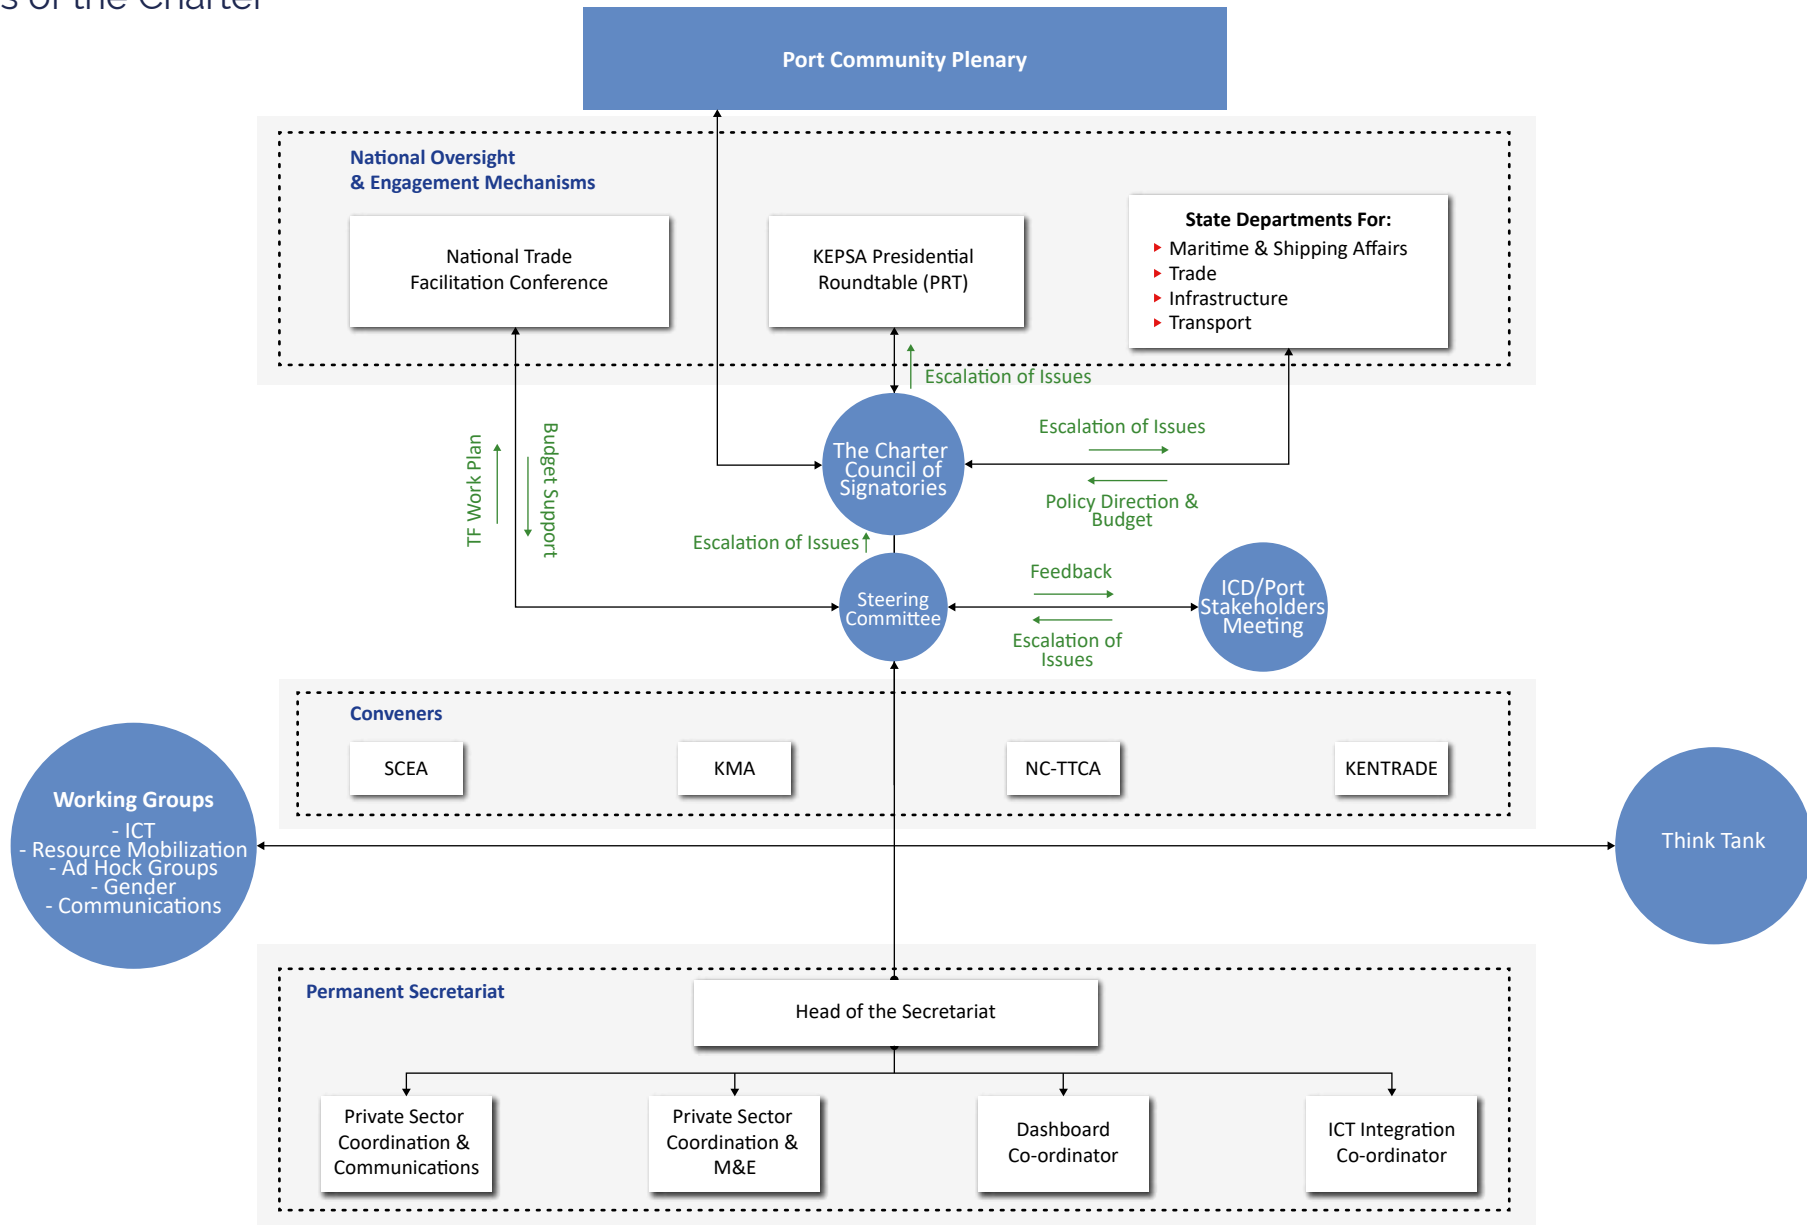 s of the Charter
Port Community Plenary
National Oversight
& Engagement Mechanisms
National Trade
Facilitation Conference
KEPSA Presidential
Roundtable (PRT)
State Departments For:
Maritime & Shipping Affairs
Trade
Infrastructure
Transport
Escalation of Issues
The Charter
Council of
Signatories
Escalation of Issues
Policy Direction &
Budget
TF Work Plan
Budget Support
Escalation of Issues
Steering
Committee
Feedback
Escalation of
Issues
ICD/Port
Stakeholders
Meeting
Conveners
SCEA
KMA
NC-TTCA
KENTRADE
Working Groups
- ICT
- Resource Mobilization
- Ad Hock Groups
- Gender
- Communications
Think Tank
Permanent Secretariat
Head of the Secretariat
Private Sector
Coordination &
Communications
Private Sector
Coordination &
M&E
Dashboard
Co-ordinator
ICT Integration
Co-ordinator